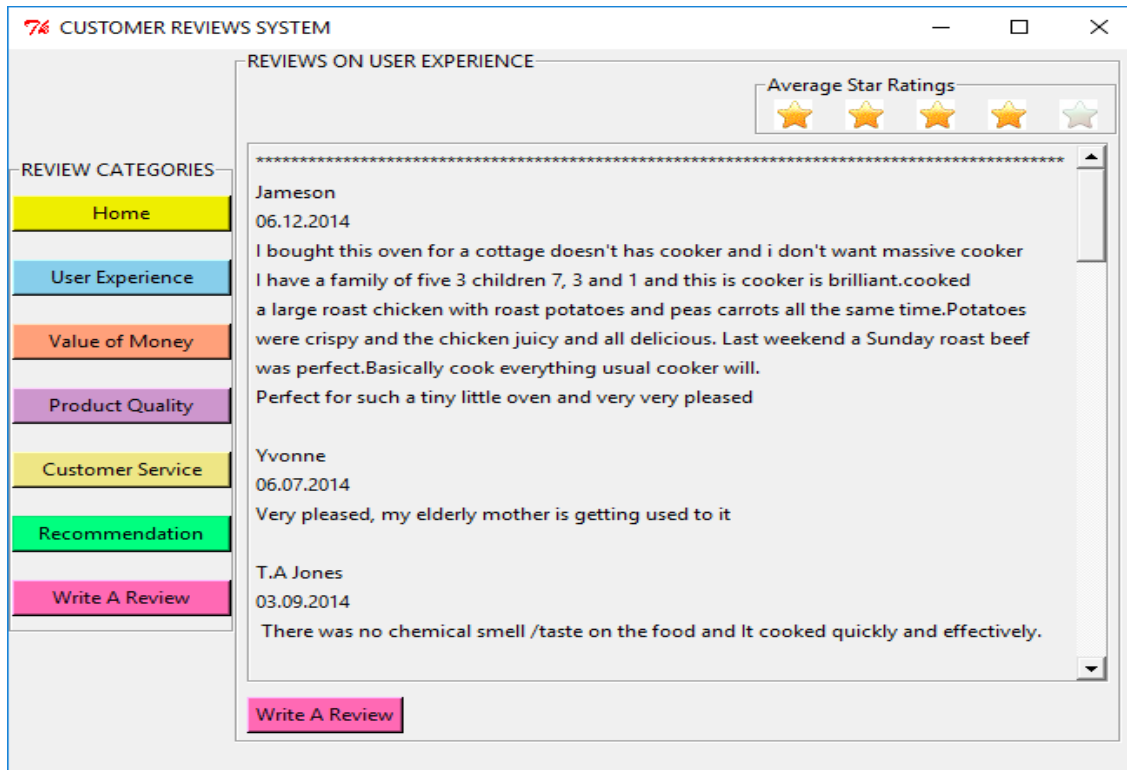 CUSTOMER REVIEWS SYSTEM
REVIEWS ON USER EXPERIENCE
Average Star Ratings
REVIEW CATEGORIES
Home
User Experience
Value of Money
Product Quality
Customer Service
Recommendation
Write A Review
*********************************************************************************************
Jameson
06.12.2014
I bought this oven for a cottage doesn't has cooker and i don't want massive cooker
I have a family of five 3 children 7, 3 and 1 and this is cooker is brilliant.cooked
a large roast chicken with roast potatoes and peas carrots all the same time.Potatoes
were crispy and the chicken juicy and all delicious. Last weekend a Sunday roast beef
was perfect.Basically cook everything usual cooker will.
Perfect for such a tiny little oven and very very pleased
Yvonne
06.07.2014
Very pleased, my elderly mother is getting used to it
T.A Jones
03.09.2014
There was no chemical smell /taste on the food and It cooked quickly and effectively.
Write A Review